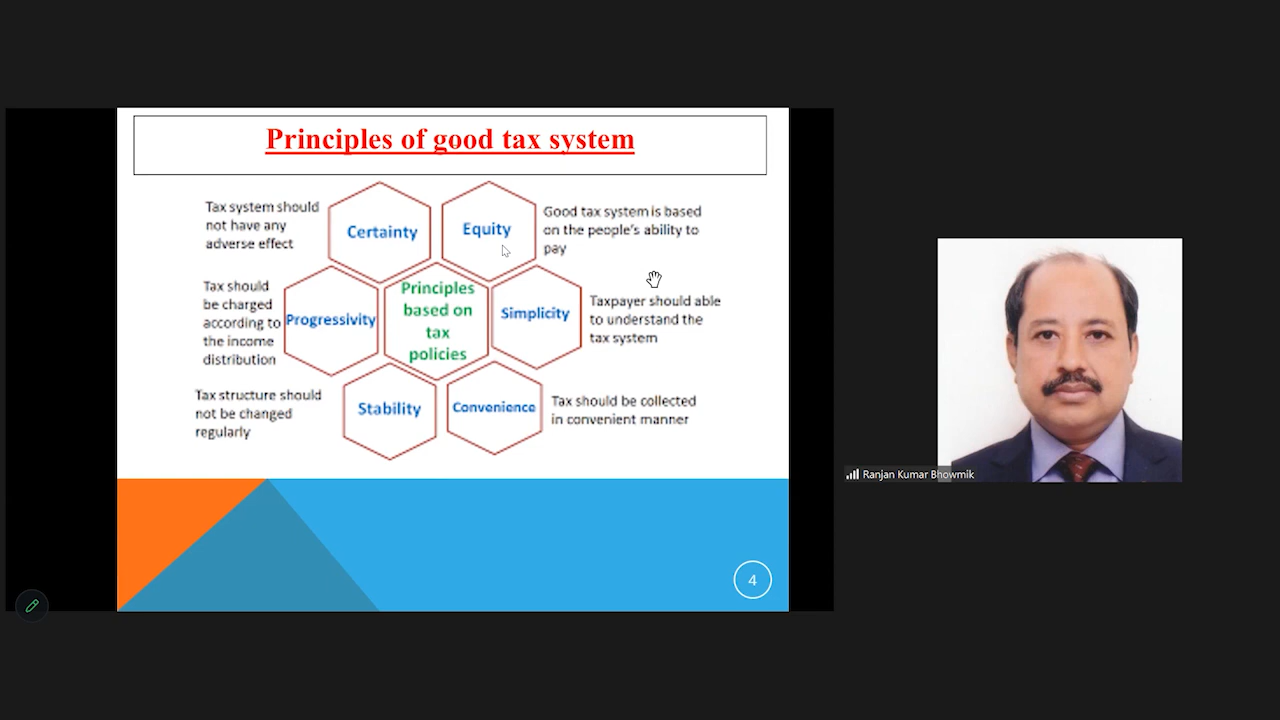 Principles of good tax system
Tax system should
not have any
adverse effect
Certainty
Equity
Good tax system is based
on the people's ability to
pay
Tax should
be charged
according to
the income
distribution
Progressivity
Principles
based on
tax
policies
Simplicity
Taxpayer should able
to understand the
tax system
Tax structure should
not be changed
regularly
Stability
Convenience
Tax should be collected
in convenient manner
4
Ranjan Kumar Bhowmik